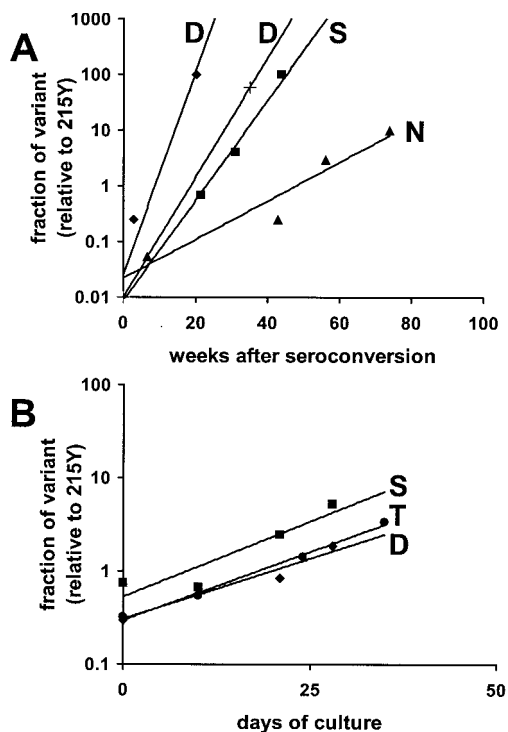 A
1000
100
10
1
0.1
0.01
fraction of variant
(relative to 215Y)
D D S
N
0 20 40 60 80 100
weeks after seroconversion
B
100
10
1
0.1
fraction of variant
(relative to 215Y)
S
T
D
0 25 50
days of culture